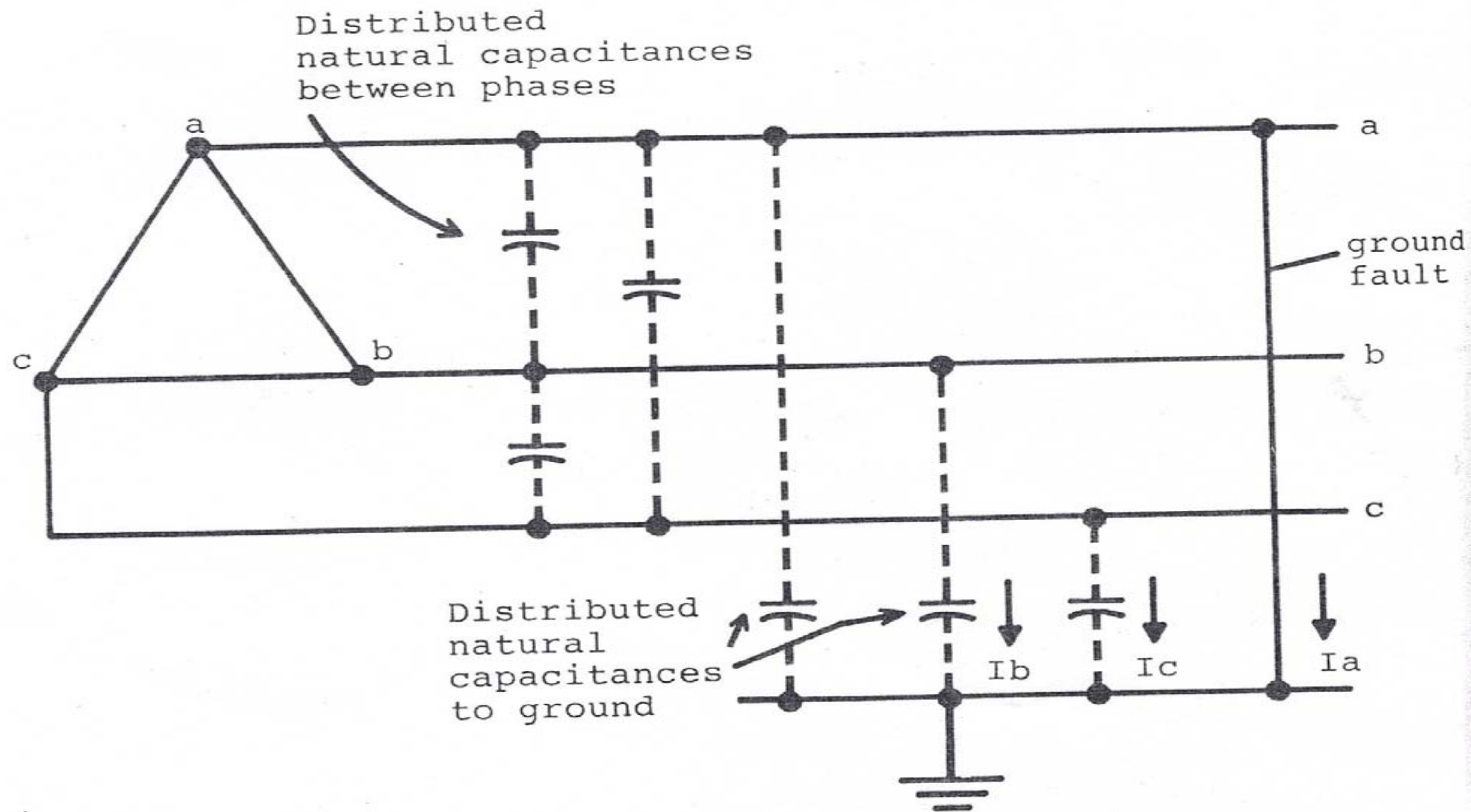 Distributed
natural capacitances
between phases
a
a
ground
fault
c
b
b
c
Distributed
natural
capacitances
to ground
Ib
Ic
Ia